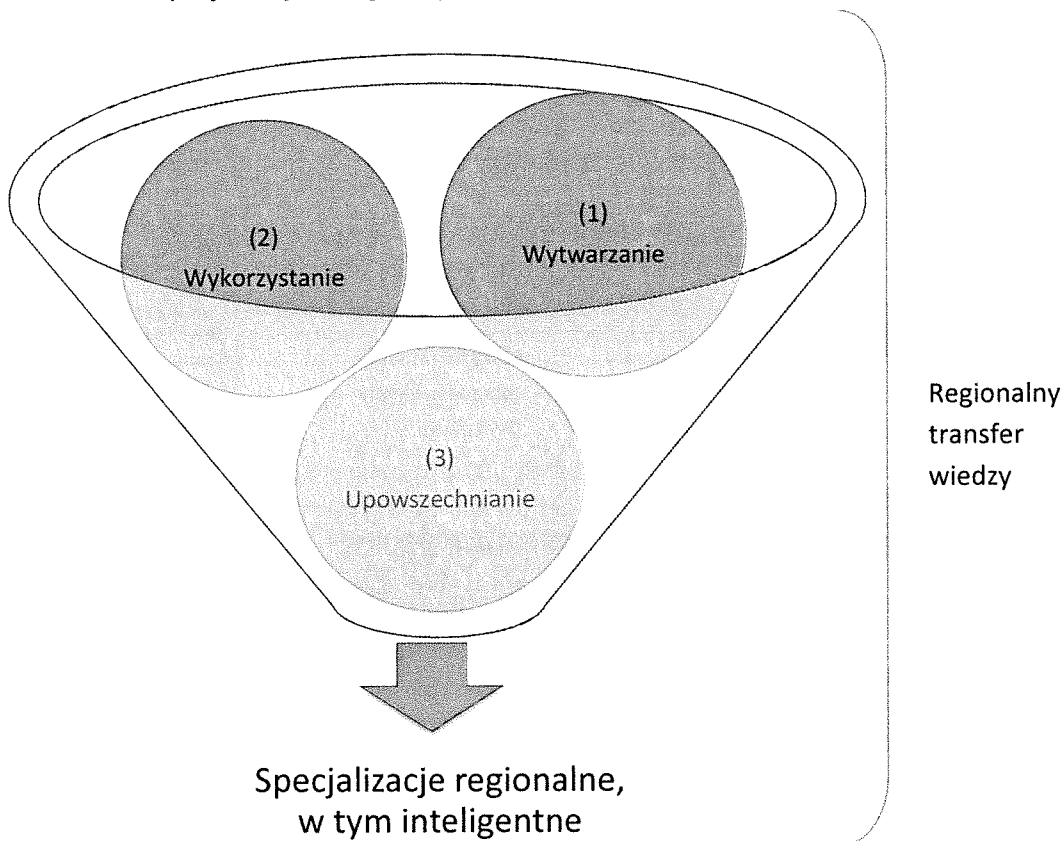 (2)
Wykorzystanie
(1)
Wytwarzanie
(3)
Upowszechnianie
Regionalny
transfer
wiedzy
Specjalizacje regionalne,
w tym inteligentne